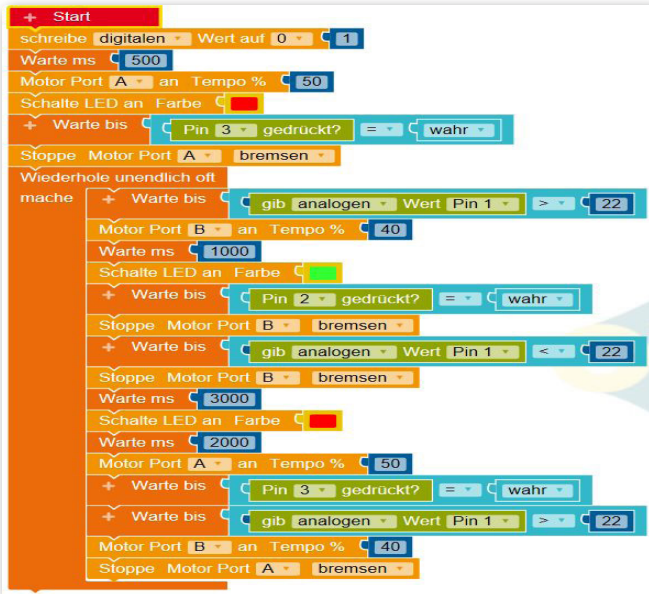 + Start
schreibe digitalen Wert auf 0 1
Warte ms 500
Motor Port A an Tempo % 50
Schalte LED an Farbe
+ Warte bis Pin 3 gedrückt? = wahr
Stoppe Motor Port A bremsen
Wiederhole unendlich oft
mache + Warte bis gib analogen Wert Pin 1 > 22
Motor Port B an Tempo % 40
Warte ms 1000
Schalte LED an Farbe
+ Warte bis Pin 2 gedrückt? = wahr
Stoppe Motor Port B bremsen
+ Warte bis gib analogen Wert Pin 1 < 22
Stoppe Motor Port B bremsen
Warte ms 3000
Schalte LED an Farbe
Warte ms 2000
Motor Port A an Tempo % 50
+ Warte bis Pin 3 gedrückt? = wahr
+ Warte bis gib analogen Wert Pin 1 > 22
Motor Port B an Tempo % 40
Stoppe Motor Port A bremsen